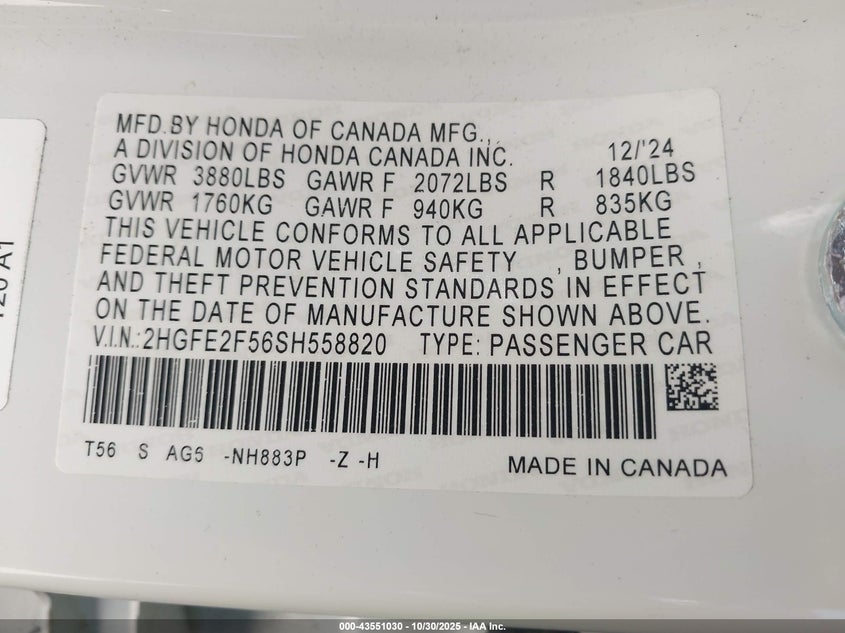 MFD.BY HONDA OF CANADA MFG.,
A DIVISION OF HONDA CANADA INC. 12/'24
GVWR 3880LBS GAWR F 2072LBS R 1840LBS
GVWR 1760KG GAWR F 940KG R 835KG
THIS VEHICLE CONFORMS TO ALL APPLICABLE
FEDERAL MOTOR VEHICLE SAFETY , BUMPER ,
AND THEFT PREVENTION STANDARDS IN EFFECT
ON THE DATE OF MANUFACTURE SHOWN ABOVE.
V.I.N.:2HGFE2F56SH558820 TYPE: PASSENGER CAR
T56 S AG5 -NH883P -Z -H MADE IN CANADA
000-43551030 - 10/30/2025 - IAA Inc.